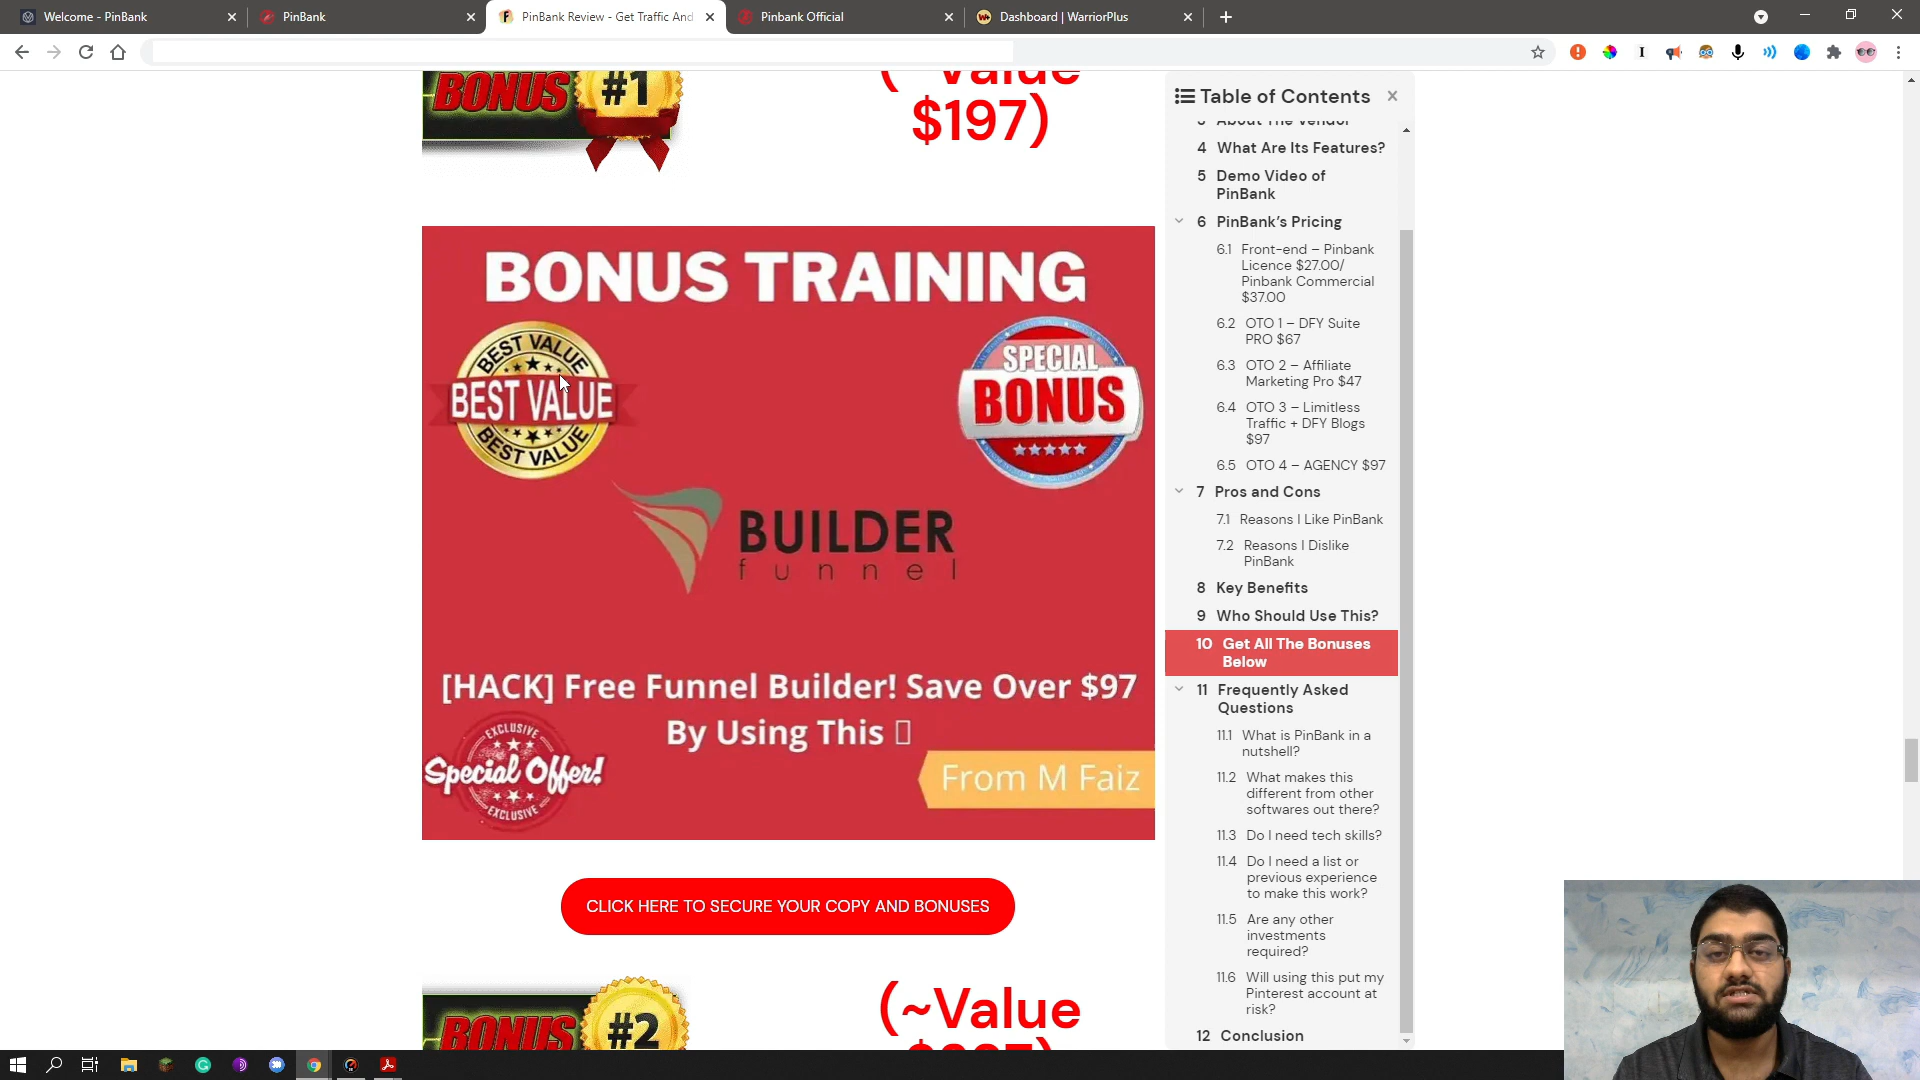 Welcome - PinBank
PinBank
PinBank Review - Get Traffic And
Pinbank Official
Dashboard | WarriorPlus
BONUS #1
(~Value
$197)
BONUS TRAINING
BEST VALUE
BEST VALUE
BEST VALUE
SPECIAL
BONUS
BUILDER
funnel
[HACK] Free Funnel Builder! Save Over $97
By Using This
EXCLUSIVE
Special Offer!
EXCLUSIVE
From M Faiz
CLICK HERE TO SECURE YOUR COPY AND BONUSES
BONUS #2
(~Value
Table of Contents
3 About The Vendor
4 What Are Its Features?
5 Demo Video of
PinBank
6 PinBank’s Pricing
6.1 Front-end – Pinbank
Licence $27.00/
Pinbank Commercial
$37.00
6.2 OTO 1 – DFY Suite
PRO $67
6.3 OTO 2 – Affiliate
Marketing Pro $47
6.4 OTO 3 – Limitless
Traffic + DFY Blogs
$97
6.5 OTO 4 – AGENCY $97
7 Pros and Cons
7.1 Reasons I Like PinBank
7.2 Reasons I Dislike
PinBank
8 Key Benefits
9 Who Should Use This?
10 Get All The Bonuses
Below
11 Frequently Asked
Questions
11.1 What is PinBank in a
nutshell?
11.2 What makes this
different from other
softwares out there?
11.3 Do I need tech skills?
11.4 Do I need a list or
previous experience
to make this work?
11.5 Are any other
investments
required?
11.6 Will using this put my
Pinterest account at
risk?
12 Conclusion